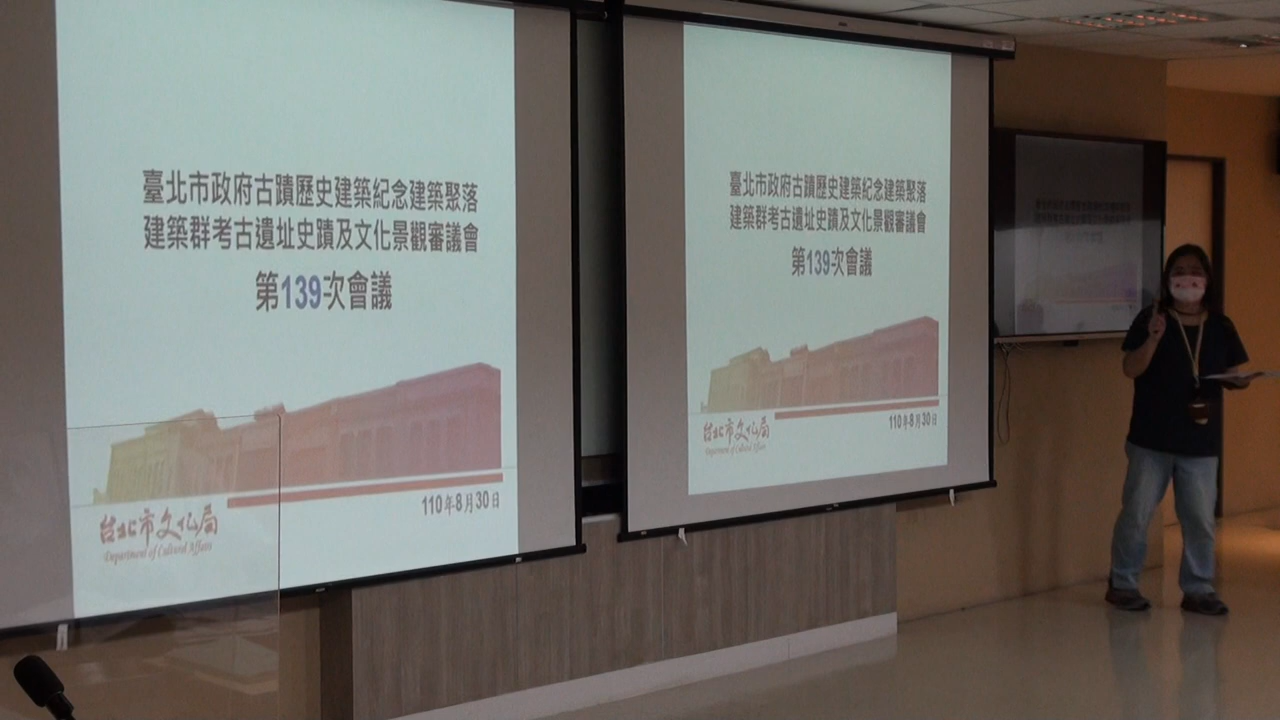 臺北市政府古蹟歷史建築紀念建築聚落
建築群考古遺址史蹟及文化景觀審議會
第139次會議
110年8月30日
台北市文化局
Department of Cultural Affairs
臺北市政府古蹟歷史建築紀念建築聚落
建築群考古遺址史蹟及文化景觀審議會
第139次會議
110年8月30日
台北市文化局
Department of Cultural Affairs